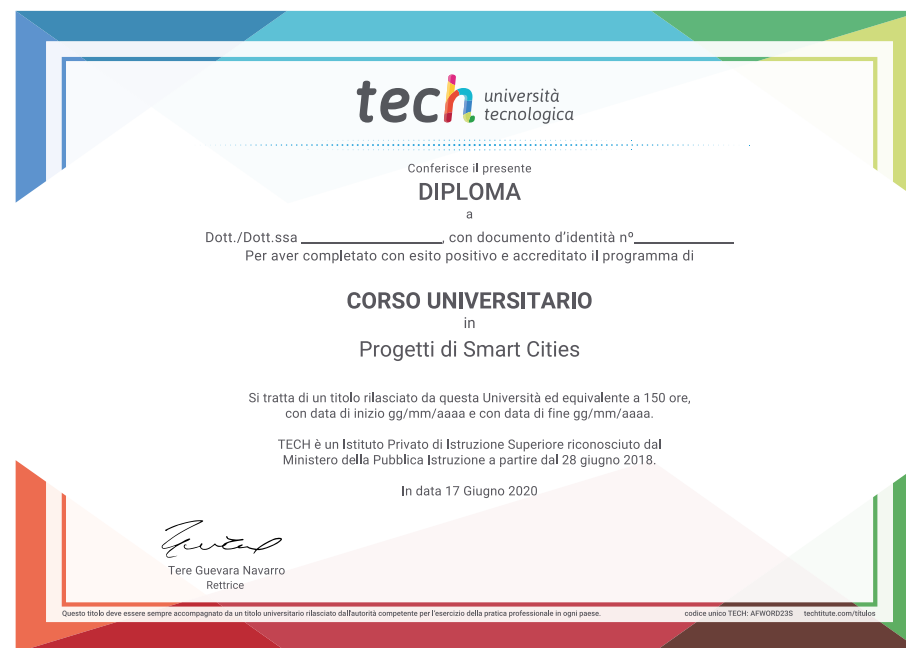 tech università
tecnologica
Conferisce il presente
DIPLOMA
a
Dott./Dott.ssa ____________________, con documento d'identità nº______________
Per aver completato con esito positivo e accreditato il programma di
CORSO UNIVERSITARIO
in
Progetti di Smart Cities
Si tratta di un titolo rilasciato da questa Università ed equivalente a 150 ore,
con data di inizio gg/mm/aaaa e con data di fine gg/mm/aaaa.
TECH è un Istituto Privato di Istruzione Superiore riconosciuto dal
Ministero della Pubblica Istruzione a partire dal 28 giugno 2018.
In data 17 Giugno 2020
Tere Guevara Navarro
Rettrice
Questo titolo deve essere sempre accompagnato da un titolo universitario rilasciato dall'autorità competente per l'esercizio della pratica professionale in ogni paese. codice unico TECH: AFWORD23S techtitute.com/titulos